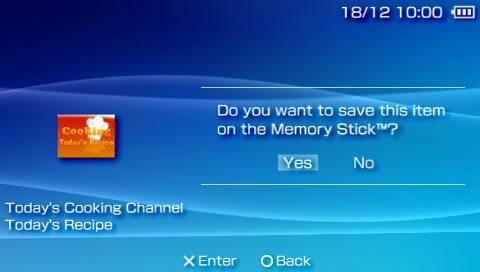 18/12 10:00
Do you want to save this item
on the Memory Stick™?
Yes No
Cooking
Today's Recipe
Today's Cooking Channel
Today's Recipe
✕Enter ○Back